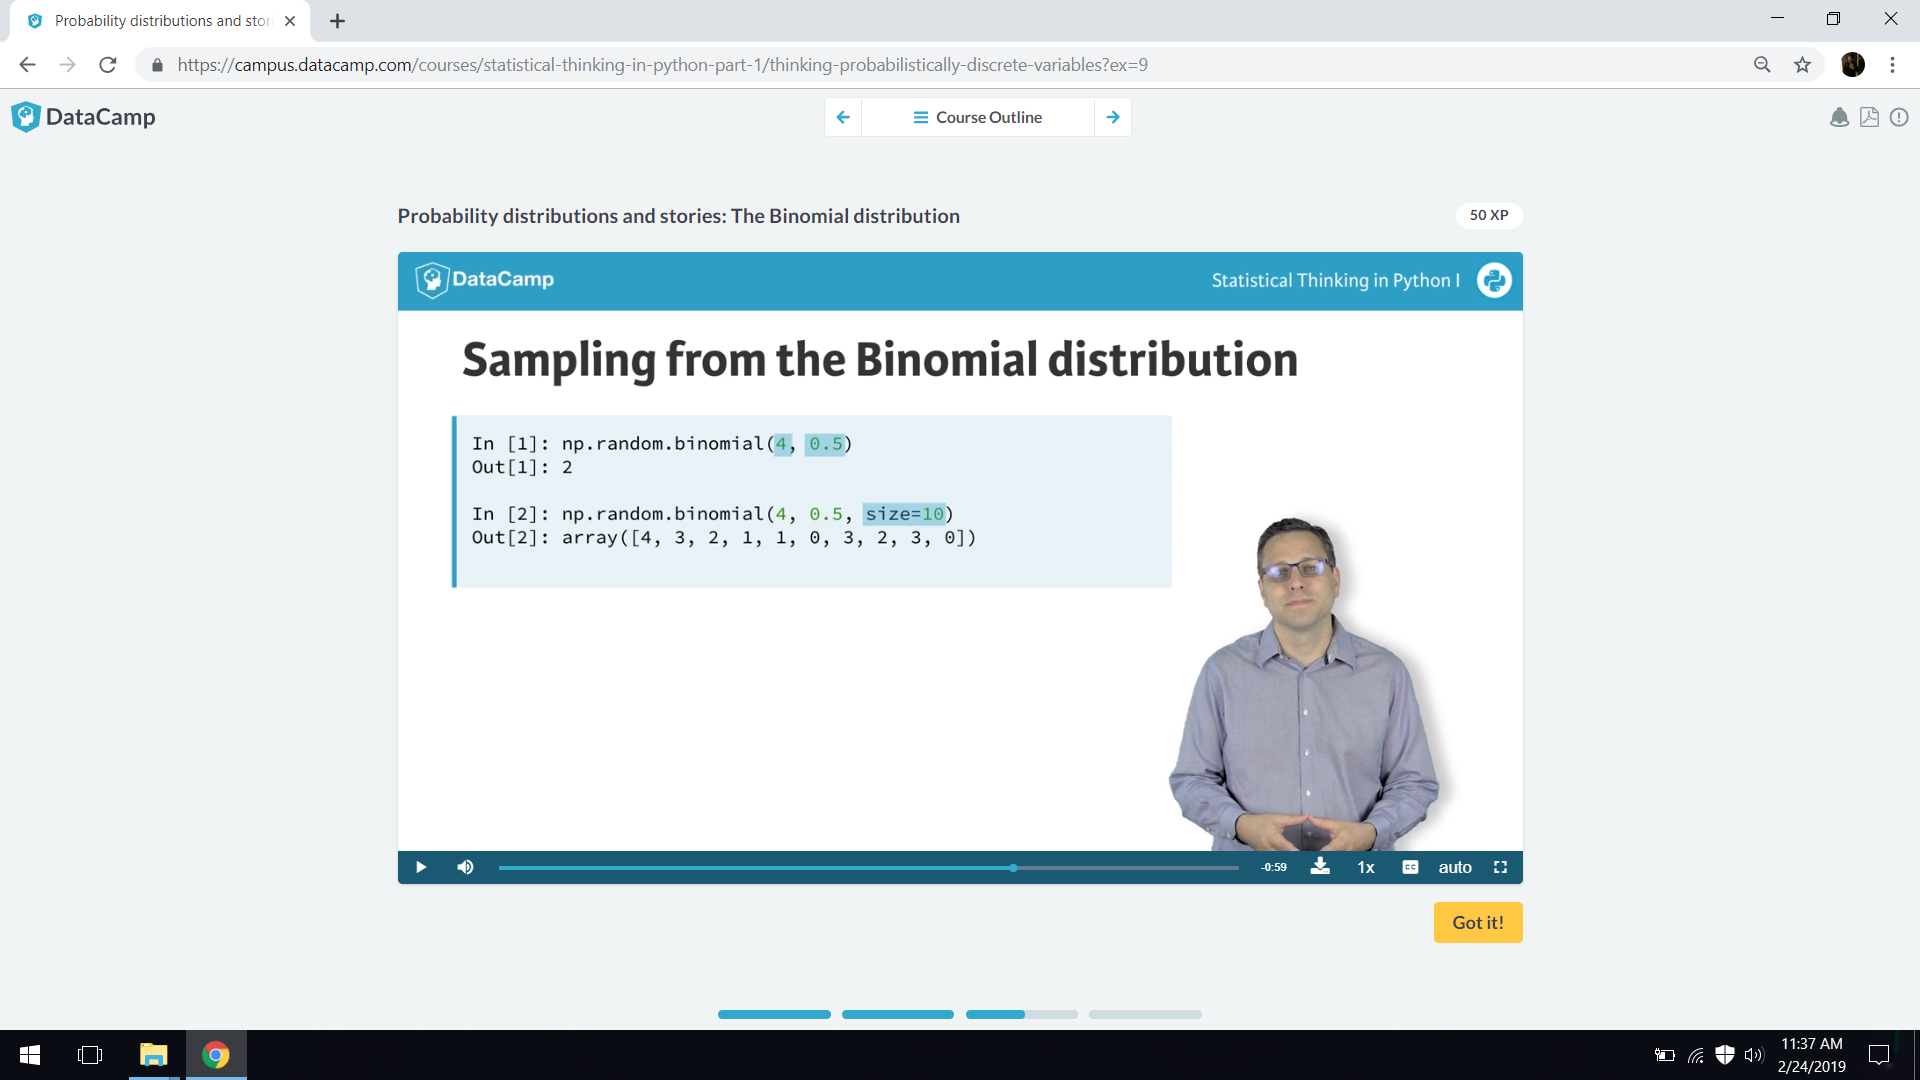 Probability distributions and stori
https://campus.datacamp.com/courses/statistical-thinking-in-python-part-1/thinking-probabilistically-discrete-variables?ex=9
DataCamp
Course Outline
Probability distributions and stories: The Binomial distribution
50 XP
DataCamp
Statistical Thinking in Python I
Sampling from the Binomial distribution
In [1]: np.random.binomial(4, 0.5)
Out[1]: 2
In [2]: np.random.binomial(4, 0.5, size=10)
Out[2]: array([4, 3, 2, 1, 1, 0, 3, 2, 3, 0])
-0:59
1x
cc
auto
Got it!
11:37 AM
2/24/2019